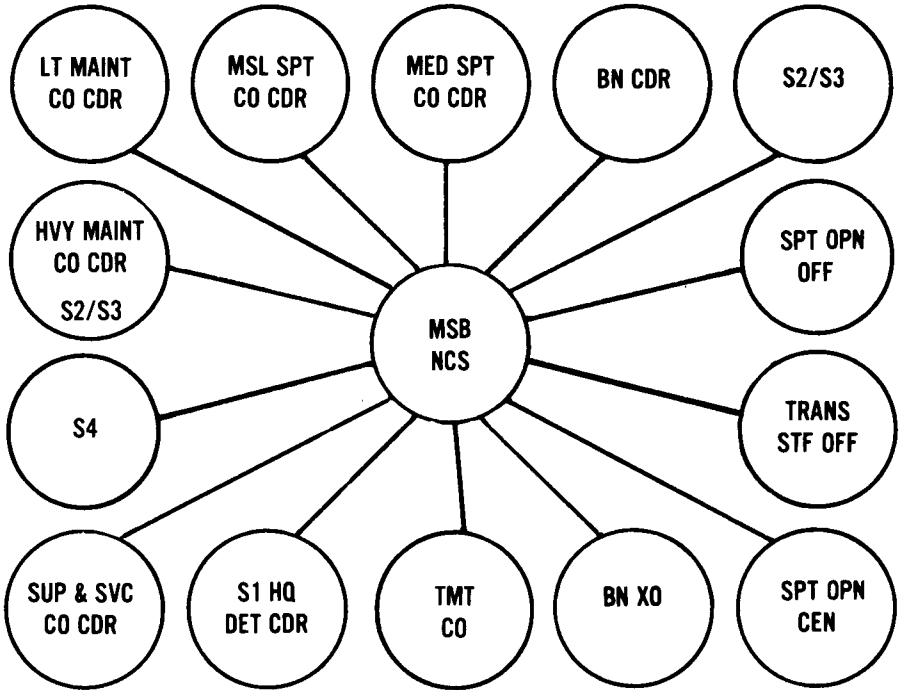 LT MAINT
CO CDR
MSL SPT
CO CDR
MED SPT
CO CDR
BN CDR
S2/S3
HVY MAINT
CO CDR
S2/S3
SPT OPN
OFF
MSB
NCS
S4
TRANS
STF OFF
SUP & SVC
CO CDR
S1 HQ
DET CDR
TMT
CO
BN XO
SPT OPN
CEN